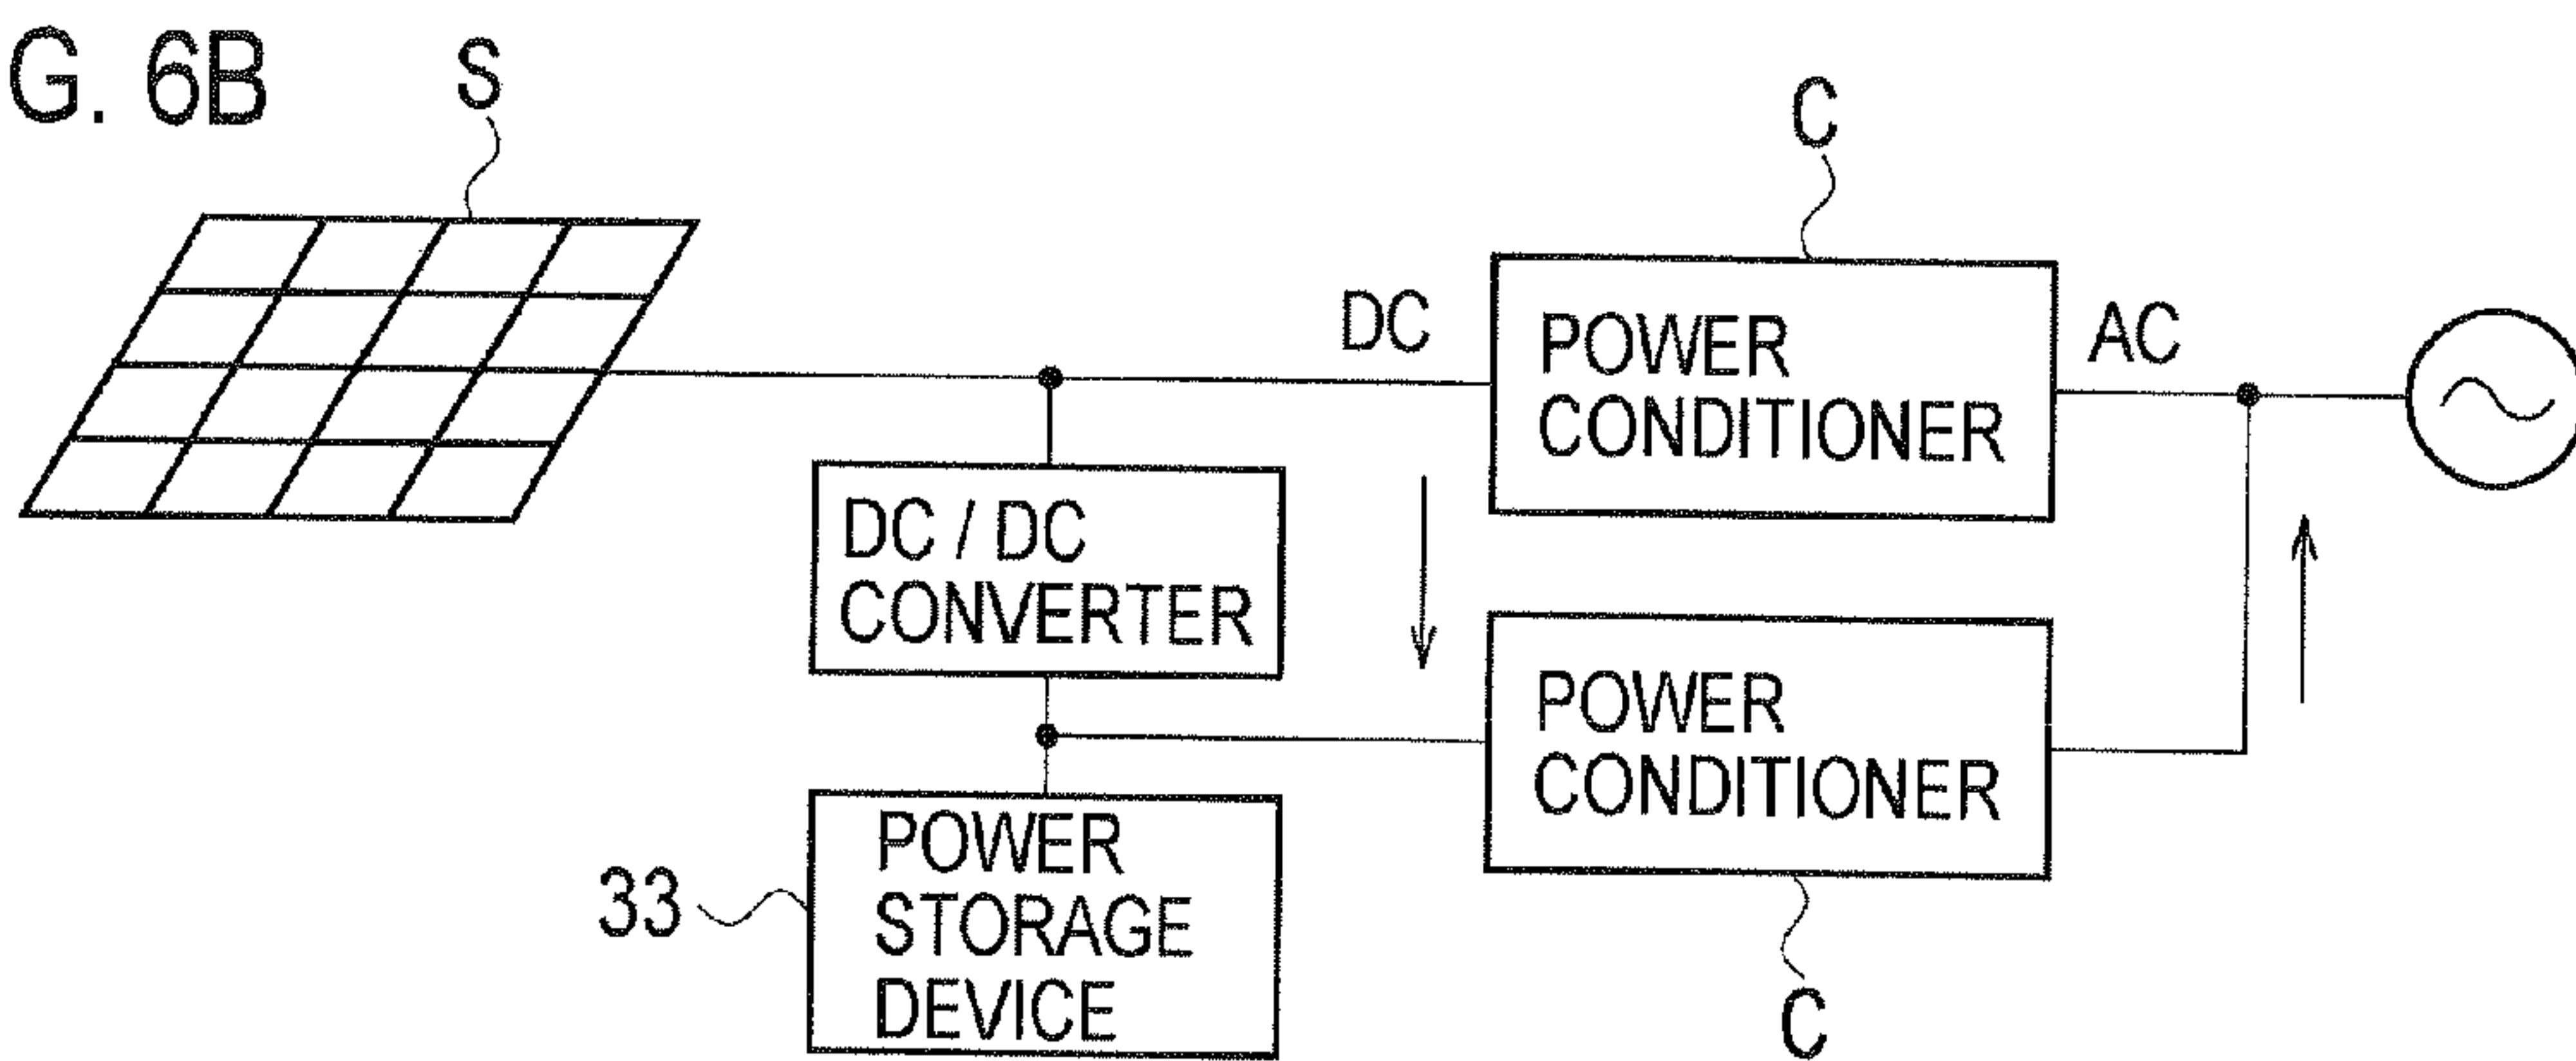 G. 6B
S
C
DC
POWER
CONDITIONER
AC
DC / DC
CONVERTER
POWER
CONDITIONER
33
POWER
STORAGE
DEVICE
C